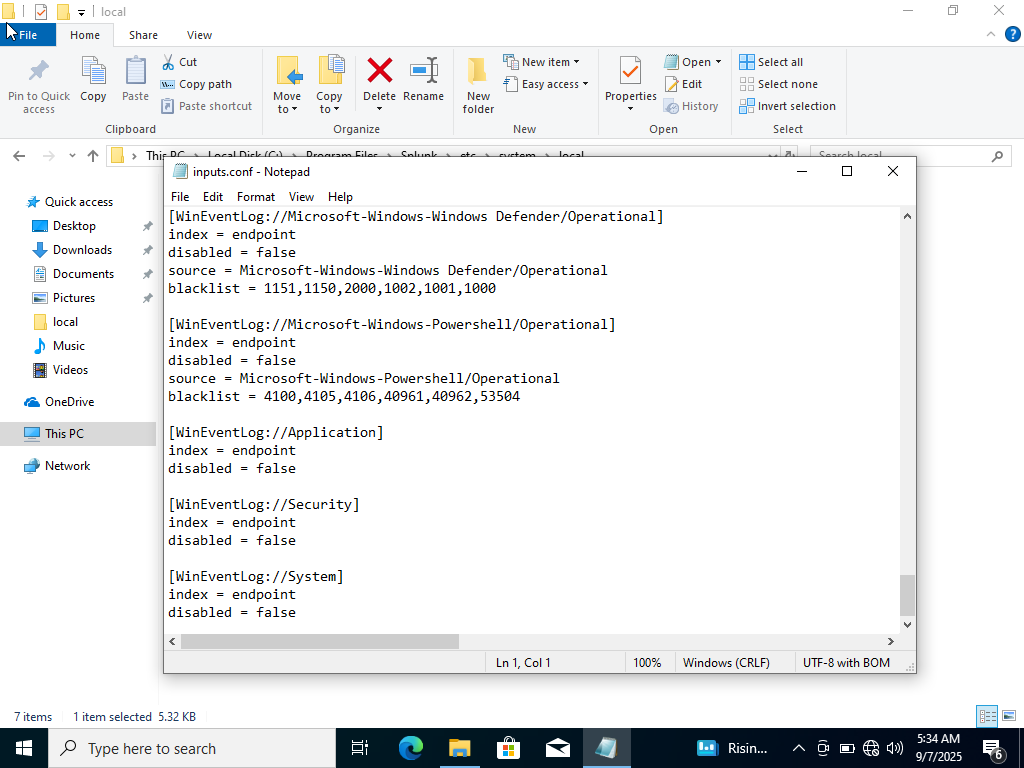 local
File
Home
Share
View
Pin to Quick access
Copy
Paste
Cut
Copy path
Paste shortcut
Clipboard
Move to
Copy to
Delete
Rename
Organize
New folder
New item
Easy access
New
Properties
Open
Edit
History
Open
Select all
Select none
Invert selection
Select
This PC > Local Disk (C:) > Program Files > Splunk > etc > system > local
Search local
Quick access
Desktop
Downloads
Documents
Pictures
local
Music
Videos
OneDrive
This PC
Network
inputs.conf - Notepad
File Edit Format View Help
[WinEventLog://Microsoft-Windows-Windows Defender/Operational]
index = endpoint
disabled = false
source = Microsoft-Windows-Windows Defender/Operational
blacklist = 1151,1150,2000,1002,1001,1000
[WinEventLog://Microsoft-Windows-Powershell/Operational]
index = endpoint
disabled = false
source = Microsoft-Windows-Powershell/Operational
blacklist = 4100,4105,4106,40961,40962,53504
[WinEventLog://Application]
index = endpoint
disabled = false
[WinEventLog://Security]
index = endpoint
disabled = false
[WinEventLog://System]
index = endpoint
disabled = false
Ln 1, Col 1
100%
Windows (CRLF)
UTF-8 with BOM
7 items
1 item selected 5.32 KB
Type here to search
Risin...
5:34 AM
9/7/2025
6